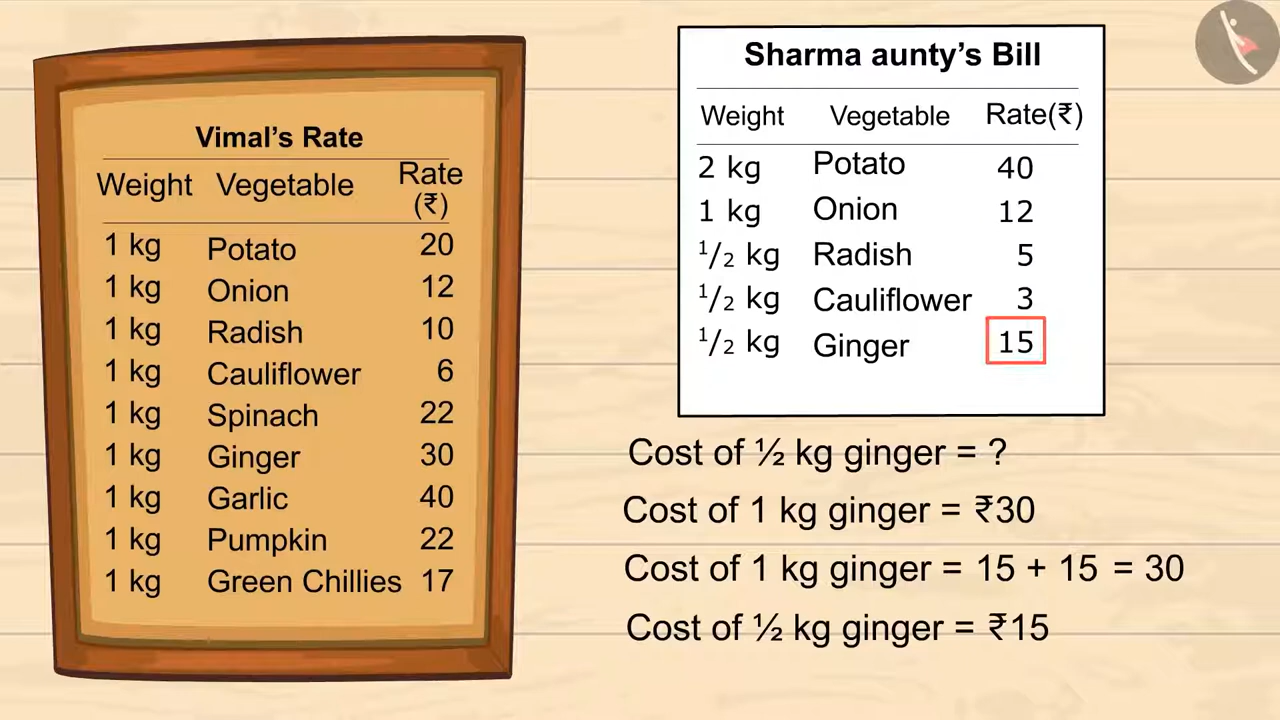 Vimal's Rate
Weight Vegetable Rate (₹)
1 kg Potato 20
1 kg Onion 12
1 kg Radish 10
1 kg Cauliflower 6
1 kg Spinach 22
1 kg Ginger 30
1 kg Garlic 40
1 kg Pumpkin 22
1 kg Green Chillies 17
Sharma aunty's Bill
Weight Vegetable Rate(₹)
2 kg Potato 40
1 kg Onion 12
1/2 kg Radish 5
1/2 kg Cauliflower 3
1/2 kg Ginger 15
Cost of ½ kg ginger = ?
Cost of 1 kg ginger = ₹30
Cost of 1 kg ginger = 15 + 15 = 30
Cost of ½ kg ginger = ₹15